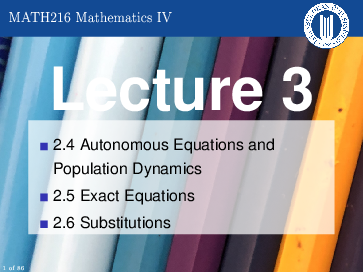 MATH216 Mathematics IV
Lecture 3
2.4 Autonomous Equations and
Population Dynamics
2.5 Exact Equations
2.6 Substitutions
1 of 86